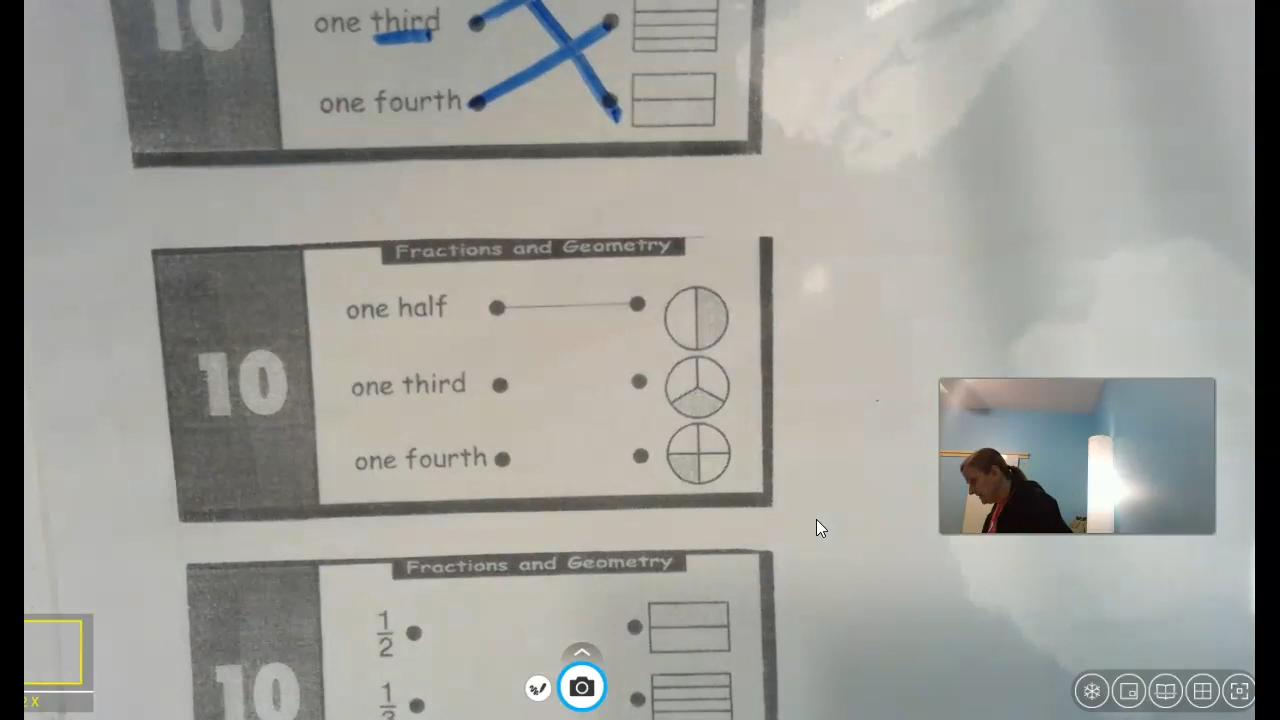 10
one third
one fourth
Fractions and Geometry
10
one half
one third
one fourth
Fractions and Geometry
10
1/2
X